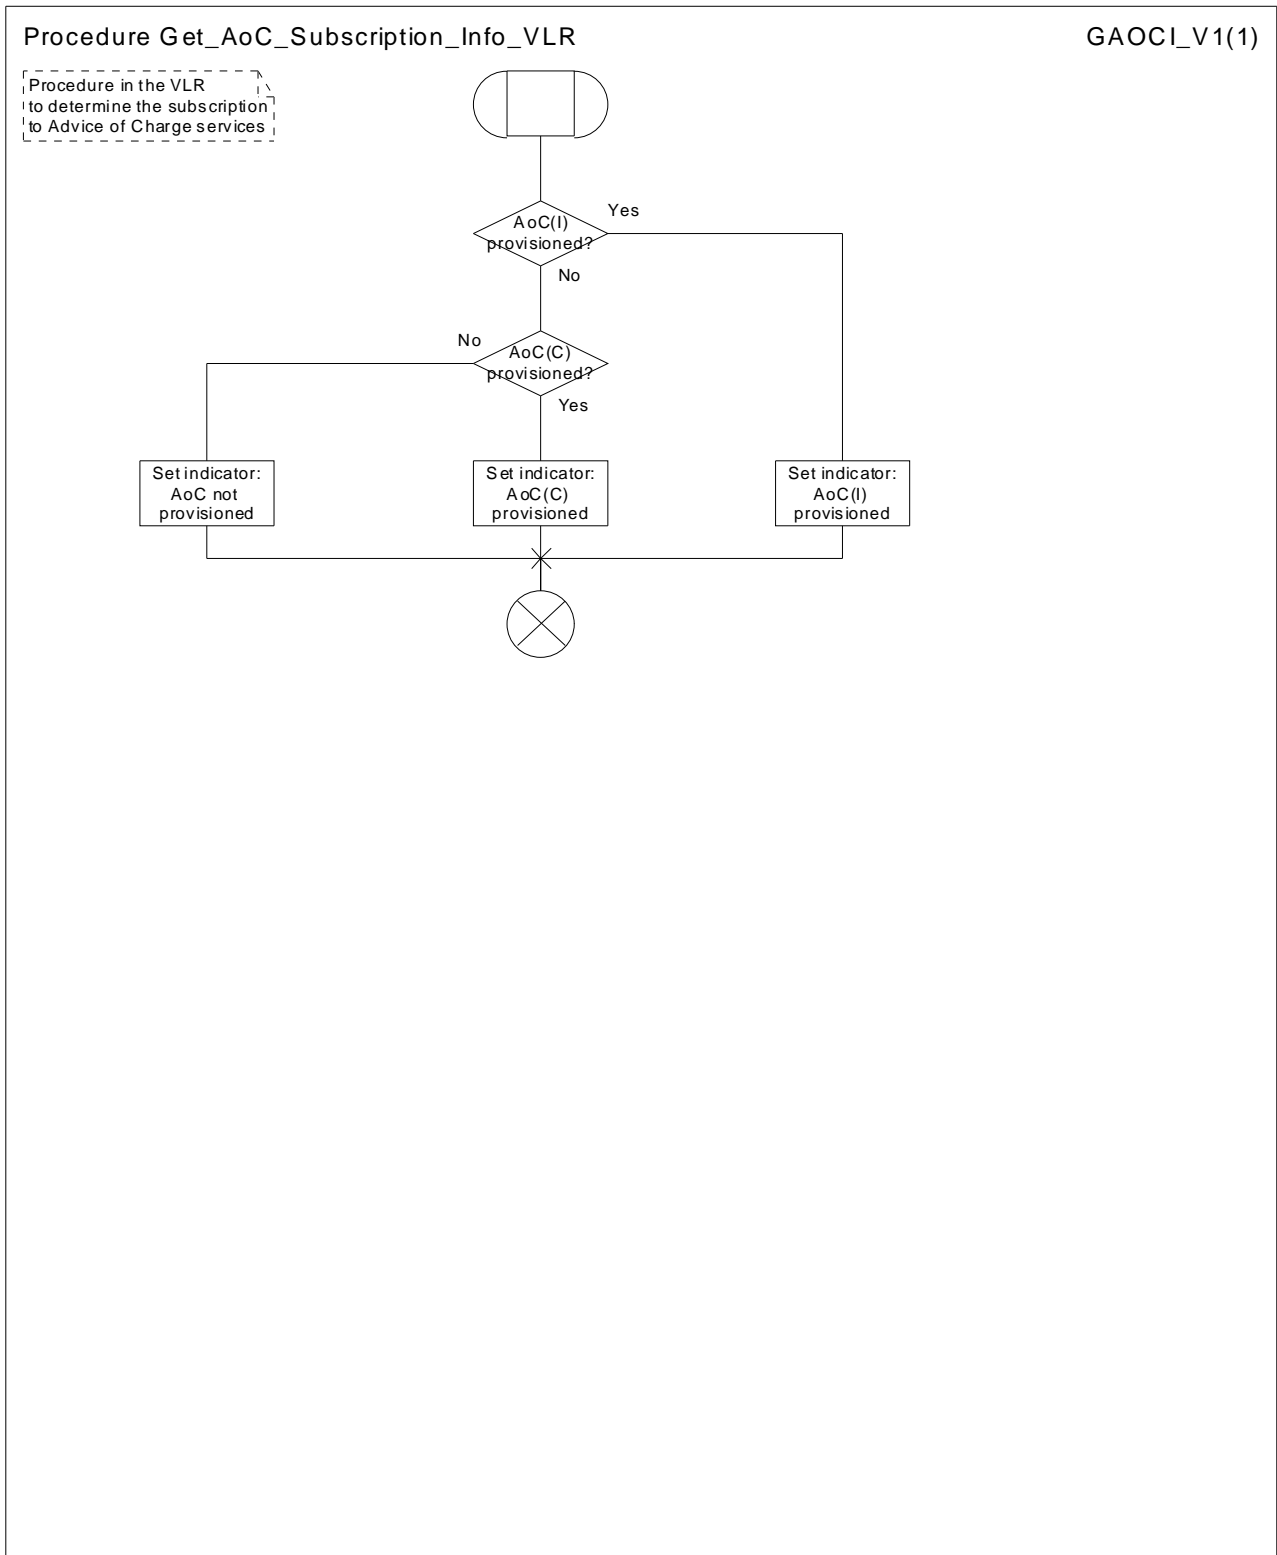 Procedure Get_AoC_Subscription_Info_VLR
GAOCI_V1(1)
Procedure in the VLR
to determine the subscription
to Advice of Charge services
AoC(I)
provisioned?
Yes
No
No
AoC(C)
provisioned?
Yes
Set indicator:
AoC not
provisioned
Set indicator:
AoC(C)
provisioned
Set indicator:
AoC(I)
provisioned